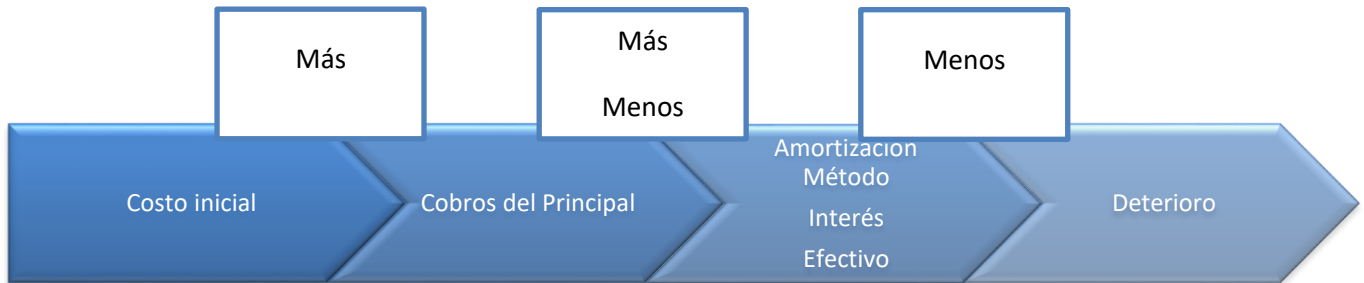 Más
Más
Menos
Menos
Costo inicial
Cobros del Principal
Amortización
Método
Interés
Efectivo
Deterioro